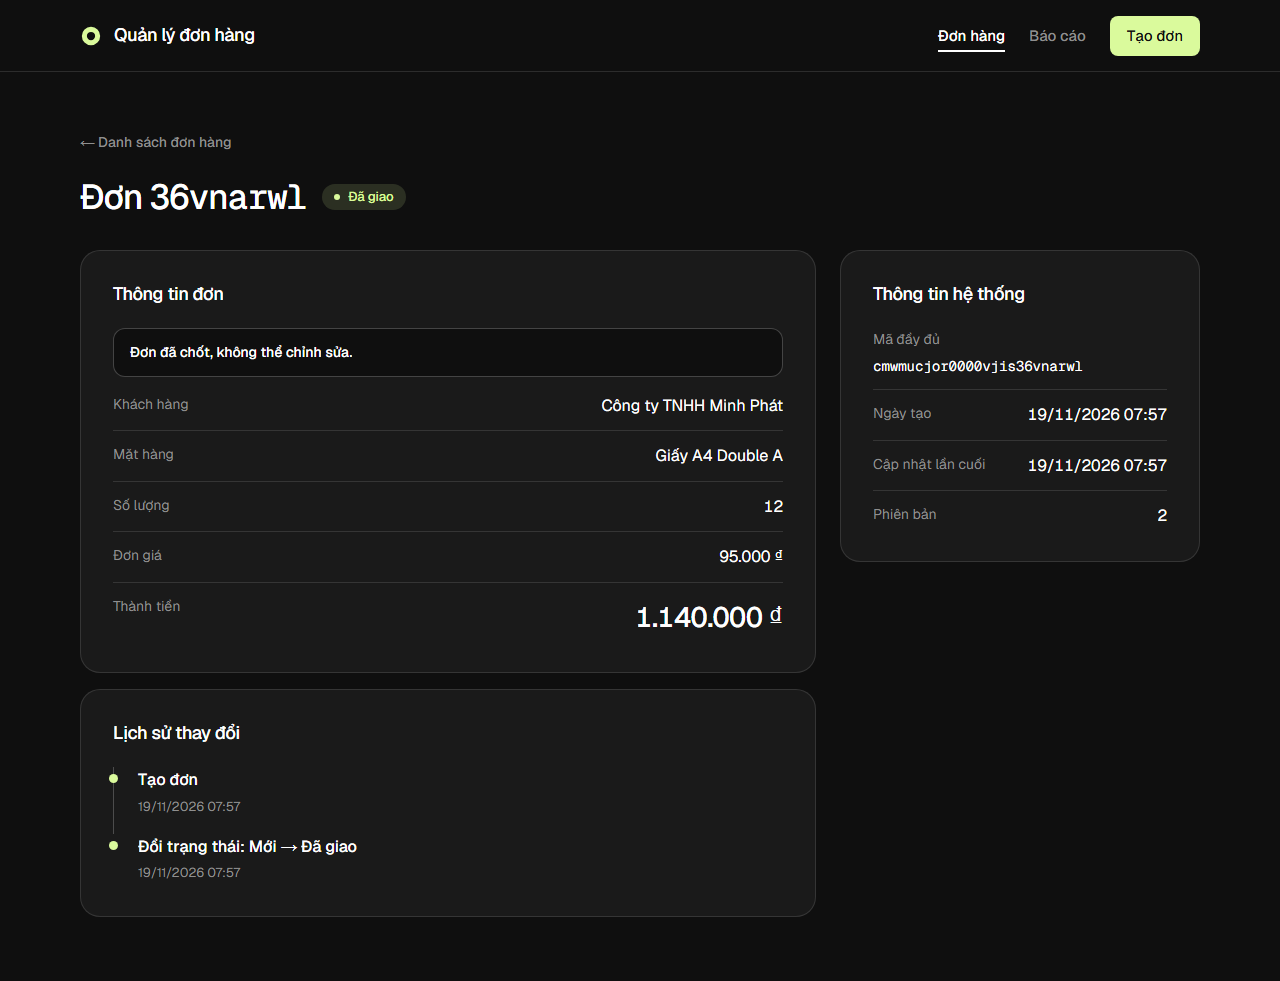 Quản lý đơn hàng
Đơn hàng
Báo cáo
Tạo đơn
← Danh sách đơn hàng
Đơn 36vnarwl
Đã giao
Thông tin đơn
Đơn đã chốt, không thể chỉnh sửa.
Khách hàng
Công ty TNHH Minh Phát
Mặt hàng
Giấy A4 Double A
Số lượng
12
Đơn giá
95.000 ₫
Thành tiền
1.140.000 ₫
Lịch sử thay đổi
Tạo đơn
19/11/2026 07:57
Đổi trạng thái: Mới → Đã giao
19/11/2026 07:57
Thông tin hệ thống
Mã đầy đủ
cmwmucjor0000vjis36vnarwl
Ngày tạo
19/11/2026 07:57
Cập nhật lần cuối
19/11/2026 07:57
Phiên bản
2